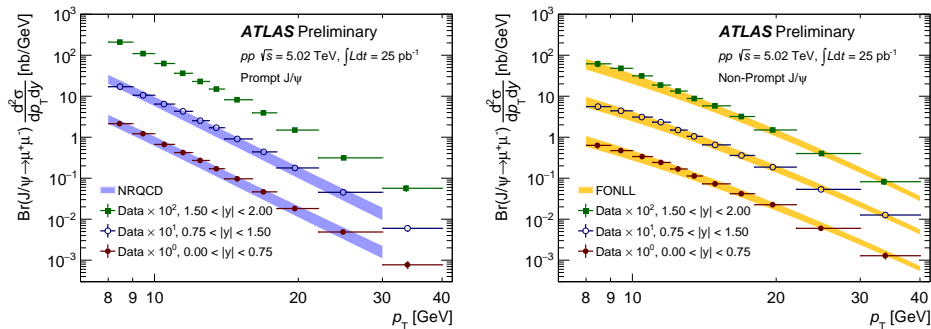 ATLAS Preliminary
pp √s = 5.02 TeV, ∫Ldt = 25 pb⁻¹
Prompt J/ψ
Br(J/ψ→μ⁺μ⁻) d²σ/dp_T dy [nb/GeV]
10³
10²
10
1
10⁻¹
10⁻²
10⁻³
NRQCD
Data × 10², 1.50 < |y| < 2.00
Data × 10¹, 0.75 < |y| < 1.50
Data × 10⁰, 0.00 < |y| < 0.75
8 9 10 20 30 40
p_T [GeV]
ATLAS Preliminary
pp √s = 5.02 TeV, ∫Ldt = 25 pb⁻¹
Non-Prompt J/ψ
Br(J/ψ→μ⁺μ⁻) d²σ/dp_T dy [nb/GeV]
10³
10²
10
1
10⁻¹
10⁻²
10⁻³
FONLL
Data × 10², 1.50 < |y| < 2.00
Data × 10¹, 0.75 < |y| < 1.50
Data × 10⁰, 0.00 < |y| < 0.75
8 9 10 20 30 40
p_T [GeV]